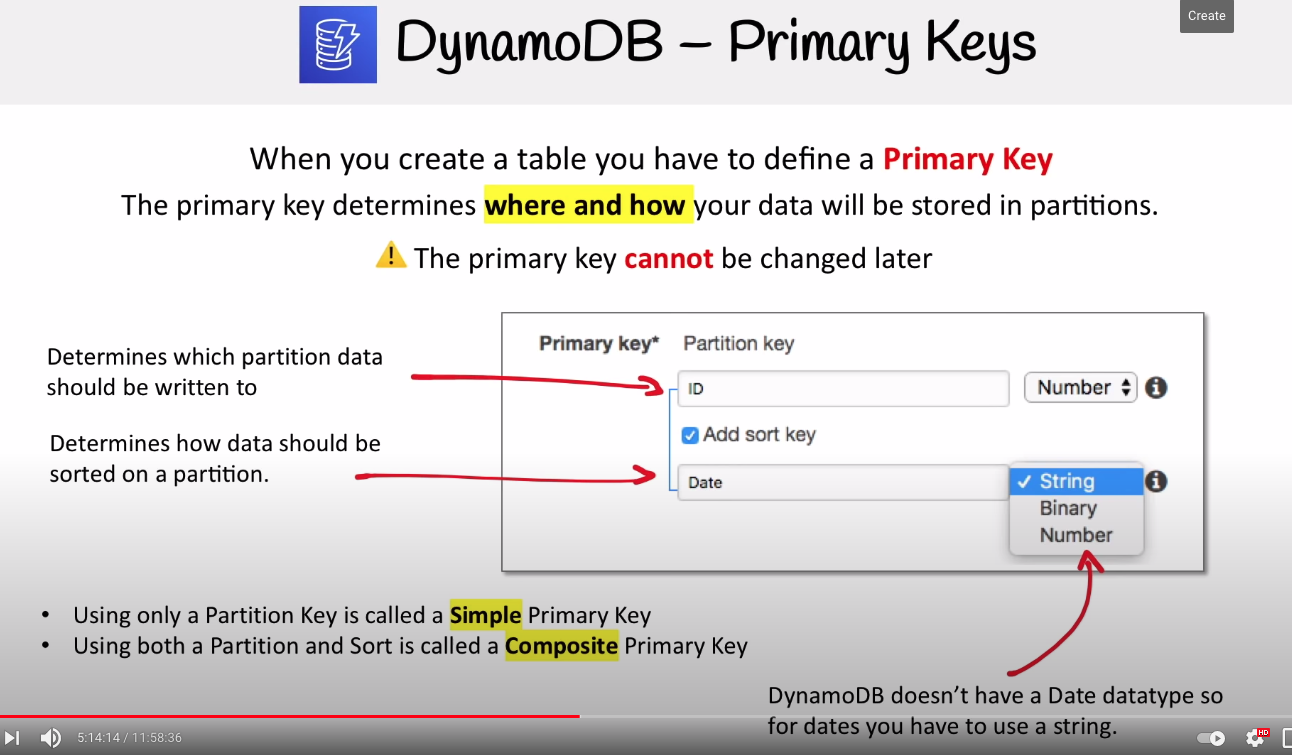 Create
DynamoDB – Primary Keys
When you create a table you have to define a Primary Key
The primary key determines where and how your data will be stored in partitions.
The primary key cannot be changed later
Determines which partition data
should be written to
Determines how data should be
sorted on a partition.
Primary key* Partition key
ID Number
Add sort key
Date String
Binary
Number
• Using only a Partition Key is called a Simple Primary Key
• Using both a Partition and Sort is called a Composite Primary Key
DynamoDB doesn’t have a Date datatype so
for dates you have to use a string.
5:14:14 / 11:58:36
HD